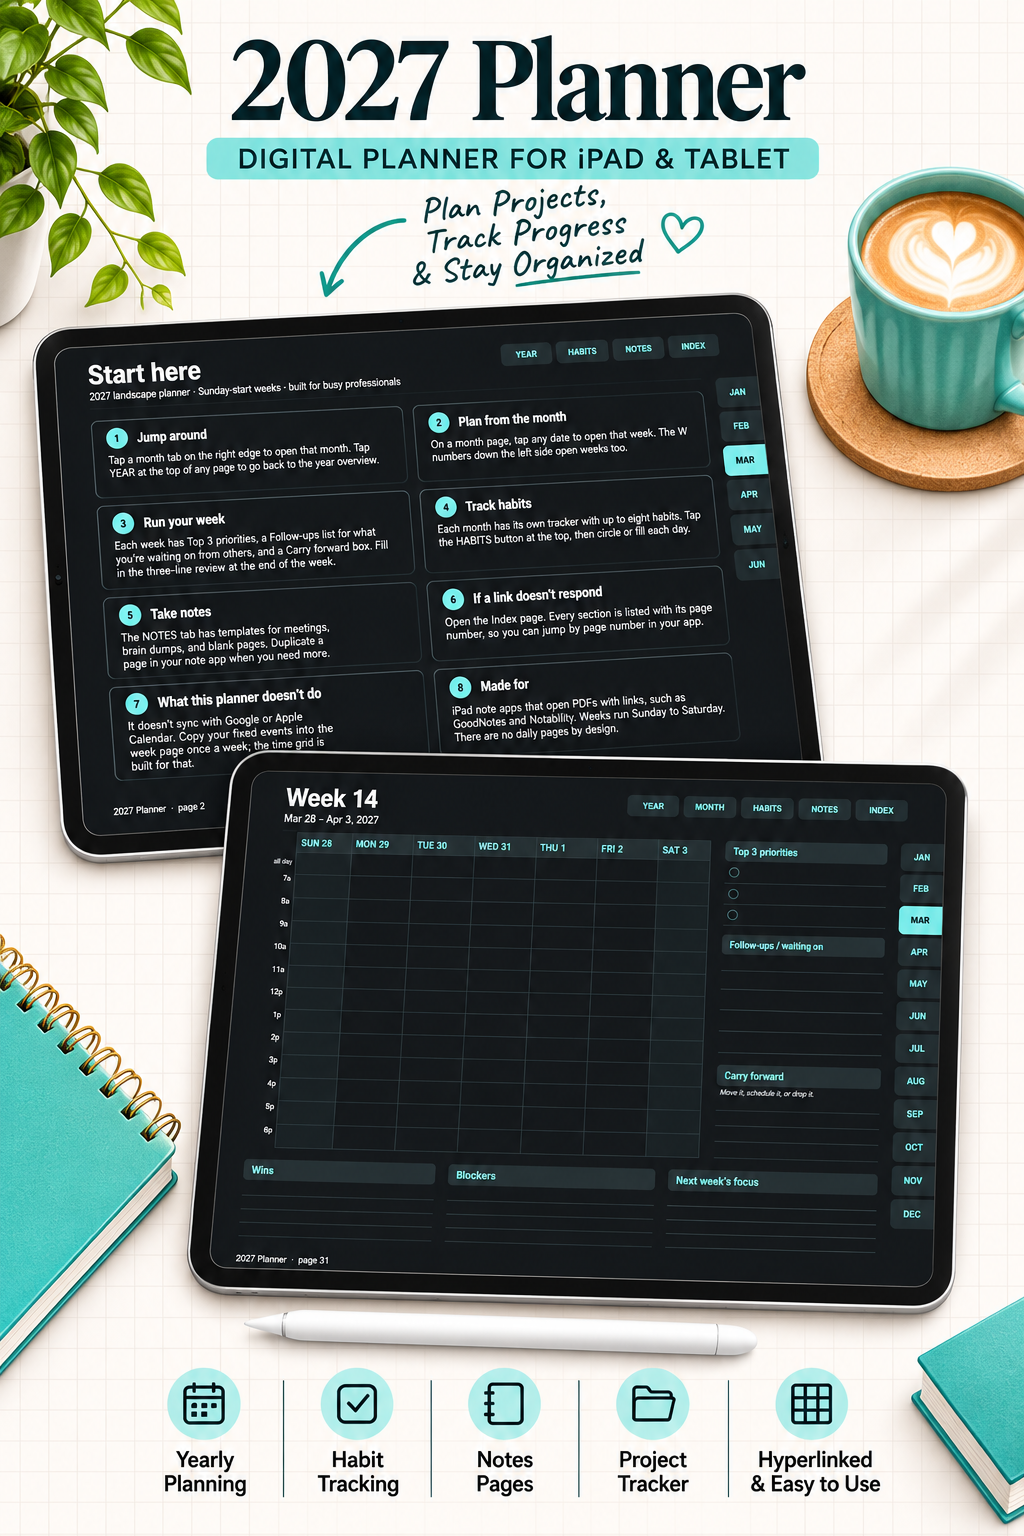 2027 Planner
DIGITAL PLANNER FOR iPAD & TABLET
Plan Projects,
Track Progress
& Stay Organized
Start here
2027 landscape planner · Sunday-start weeks · built for busy professionals
YEAR
HABITS
NOTES
INDEX
JAN
FEB
MAR
APR
MAY
JUN
1 Jump around
Tap a month tab on the right edge to open that month. Tap
YEAR at the top of any page to go back to the year overview.
2 Plan from the month
On a month page, tap any date to open that week. The W
numbers down the left side open weeks too.
3 Run your week
Each week has Top 3 priorities, a Follow-ups list for what
you're waiting on from others, and a Carry forward box. Fill
in the three-line review at the end of the week.
4 Track habits
Each month has its own tracker with up to eight habits. Tap
the HABITS button at the top, then circle or fill each day.
5 Take notes
The NOTES tab has templates for meetings,
brain dumps, and blank pages. Duplicate a
page in your note app when you need more.
6 If a link doesn't respond
Open the Index page. Every section is listed with its page
number, so you can jump by page number in your app.
7 What this planner doesn't do
It doesn't sync with Google or Apple
Calendar. Copy your fixed events into the
week page once a week; the time grid is
built for that.
8 Made for
iPad note apps that open PDFs with links, such as
GoodNotes and Notability. Weeks run Sunday to Saturday.
There are no daily pages by design.
2027 Planner · page 2
Week 14
Mar 28 – Apr 3, 2027
YEAR
MONTH
HABITS
NOTES
INDEX
SUN 28
MON 29
TUE 30
WED 31
THU 1
FRI 2
SAT 3
all day
7a
8a
9a
10a
11a
12p
1p
2p
3p
4p
5p
6p
Top 3 priorities
Follow-ups / waiting on
Carry forward
Move it, schedule it, or drop it.
JAN
FEB
MAR
APR
MAY
JUN
JUL
AUG
SEP
OCT
NOV
DEC
Wins
Blockers
Next week's focus
2027 Planner · page 31
Yearly
Planning
Habit
Tracking
Notes
Pages
Project
Tracker
Hyperlinked
& Easy to Use